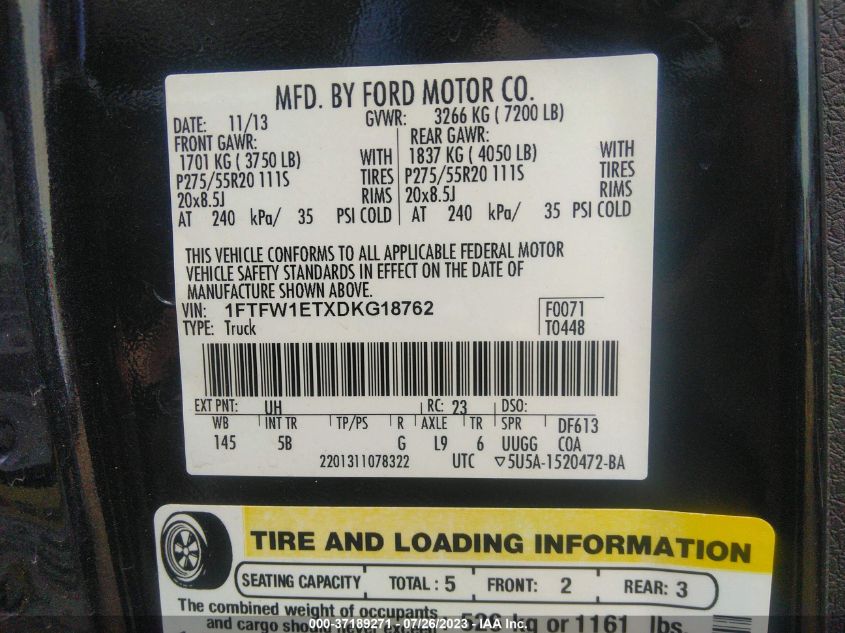 MFD. BY FORD MOTOR CO.
DATE: 11/13 GVWR: 3266 KG ( 7200 LB)
FRONT GAWR: REAR GAWR:
1701 KG ( 3750 LB) WITH 1837 KG ( 4050 LB) WITH
P275/55R20 111S TIRES P275/55R20 111S TIRES
20x8.5J RIMS 20x8.5J RIMS
AT 240 kPa/ 35 PSI COLD AT 240 kPa/ 35 PSI COLD
THIS VEHICLE CONFORMS TO ALL APPLICABLE FEDERAL MOTOR
VEHICLE SAFETY STANDARDS IN EFFECT ON THE DATE OF
MANUFACTURE SHOWN ABOVE.
VIN: 1FTFW1ETXDKG18762 F0071
TYPE: Truck T0448
EXT PNT: UH RC: 23 DSO:
WB INT TR TP/PS R AXLE TR SPR DF613
145 5B G L9 6 UUGG COA
2201311078322 UTC ▽5U5A-1520472-BA
TIRE AND LOADING INFORMATION
SEATING CAPACITY TOTAL : 5 FRONT: 2 REAR: 3
The combined weight of occupants
and cargo should never exceed 526 kg or 1161 lbs.
000-37189271 - 07/26/2023 - IAA Inc.